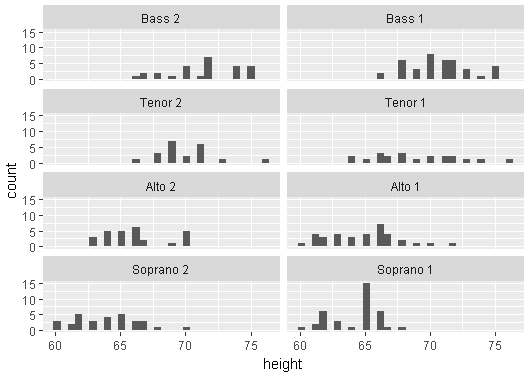 Bass 2
Bass 1
15
10
5
0
Tenor 2
Tenor 1
15
10
5
0
count
Alto 2
Alto 1
15
10
5
0
Soprano 2
Soprano 1
15
10
5
0
60 65 70 75
60 65 70 75
height